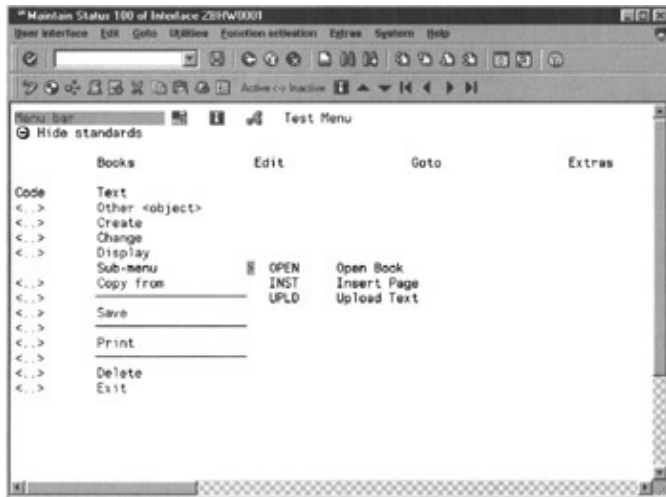 Maintain Status 100 of Interface ZBHW0001
User interface Edit Goto Utilities Function activation Extras System Help
Active<->Inactive
Menu bar Test Menu
Hide standards
Books Edit Goto Extras
Code Text
<..> Other <object>
<..> Create
<..> Change
<..> Display
Sub-menu OPEN Open Book
<..> Copy from INST Insert Page
<..> UPLD Upload Text
<..> Save
<..>
<..> Print
<..>
<..> Delete
<..> Exit